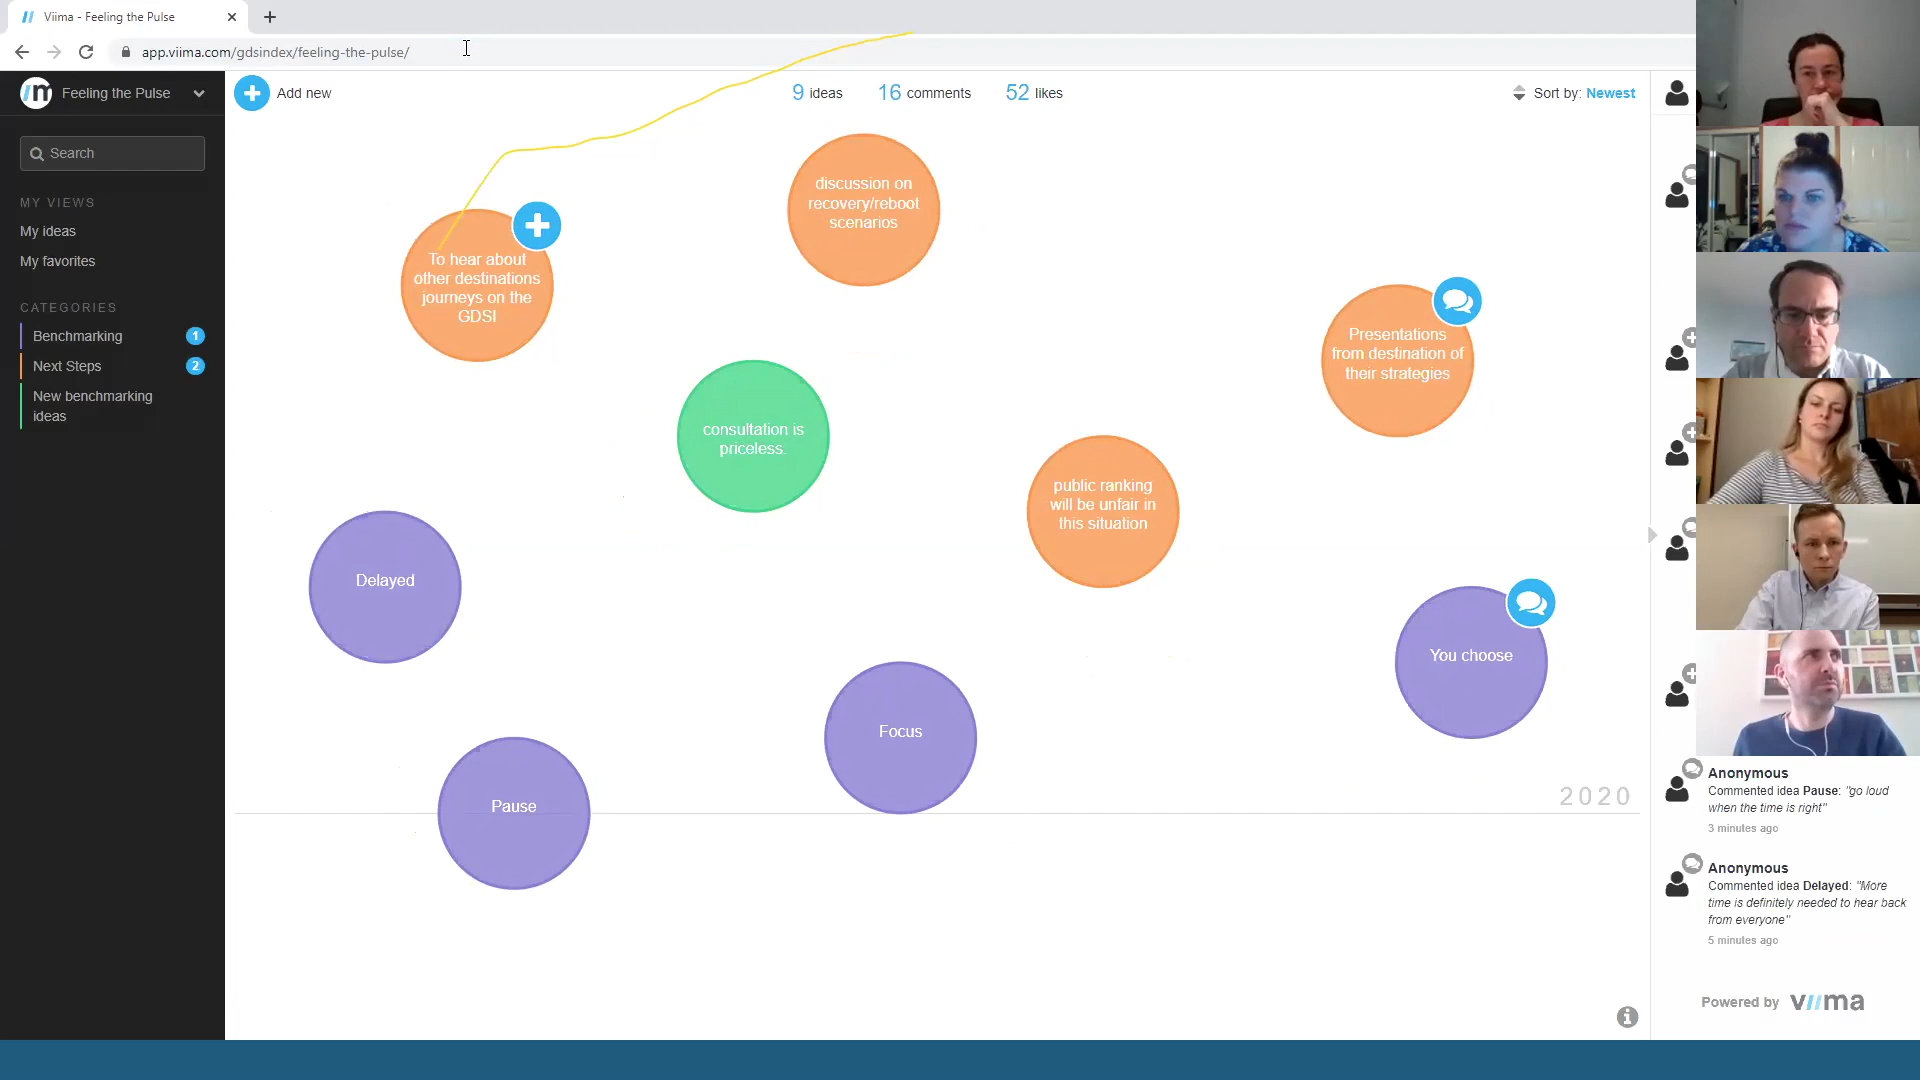 Viima - Feeling the Pulse
app.viima.com/gdsindex/feeling-the-pulse/
Feeling the Pulse
Add new
9 ideas
16 comments
52 likes
Sort by: Newest
Search
MY VIEWS
My ideas
My favorites
CATEGORIES
Benchmarking 1
Next Steps 2
New benchmarking
ideas
discussion on
recovery/reboot
scenarios
To hear about
other destinations
journeys on the
GDSI
Presentations
from destination of
their strategies
consultation is
priceless.
public ranking
will be unfair in
this situation
Delayed
You choose
Focus
Pause
2020
Anonymous
Commented idea Pause: "go loud
when the time is right"
3 minutes ago
Anonymous
Commented idea Delayed: "More
time is definitely needed to hear back
from everyone"
5 minutes ago
Powered by viima